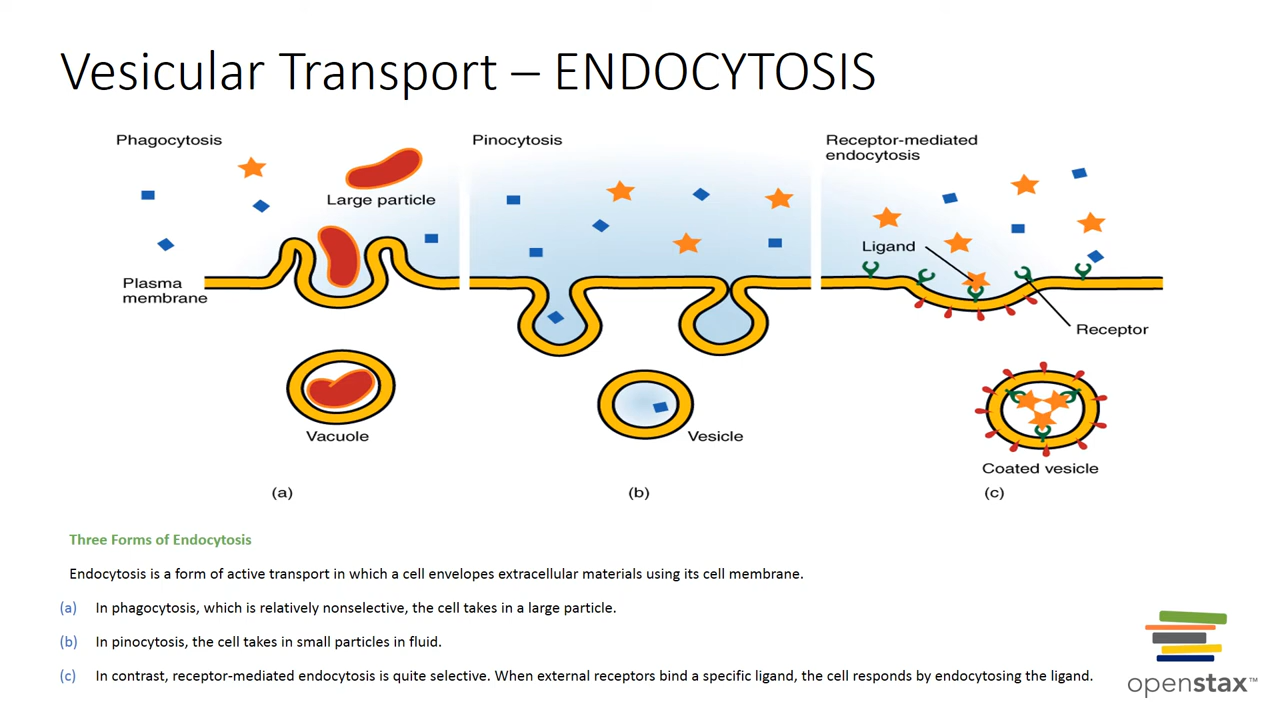 Vesicular Transport – ENDOCYTOSIS
Phagocytosis
Large particle
Plasma
membrane
Vacuole
(a)
Pinocytosis
Vesicle
(b)
Receptor-mediated
endocytosis
Ligand
Receptor
Coated vesicle
(c)
Three Forms of Endocytosis
Endocytosis is a form of active transport in which a cell envelopes extracellular materials using its cell membrane.
(a) In phagocytosis, which is relatively nonselective, the cell takes in a large particle.
(b) In pinocytosis, the cell takes in small particles in fluid.
(c) In contrast, receptor-mediated endocytosis is quite selective. When external receptors bind a specific ligand, the cell responds by endocytosing the ligand.
openstax™